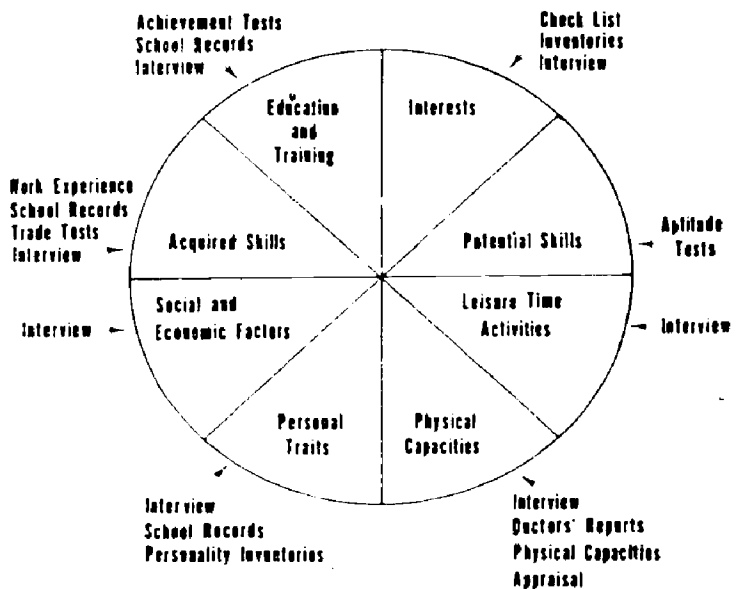 Achievement Tests
School Records
Interview
Check List
Inventories
Interview
Education
and
Training
Interests
Work Experience
School Records
Trade Tests
Interview
Acquired Skills
Potential Skills
Aptitude
Tests
Interview
Social and
Economic Factors
Leisure Time
Activities
Interview
Personal
Traits
Physical
Capacities
Interview
School Records
Personality Inventories
Interview
Doctors' Reports
Physical Capacities
Appraisal